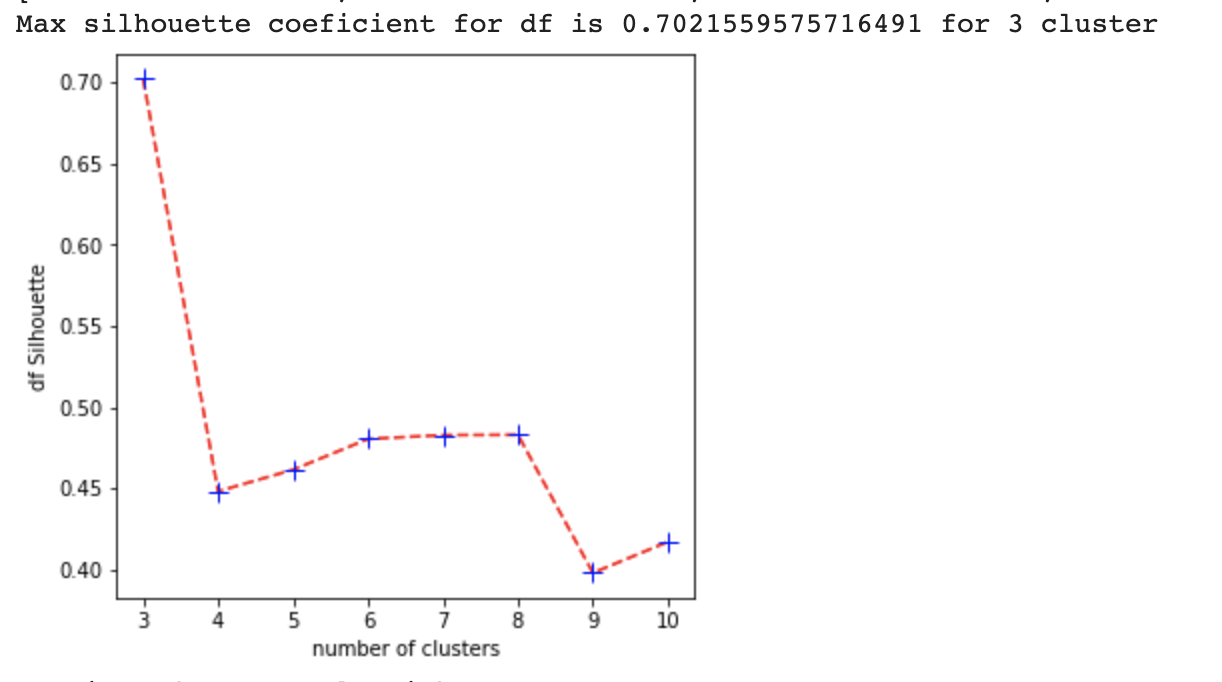 Max silhouette coeficient for df is 0.7021559575716491 for 3 cluster
0.70
0.65
0.60
0.55
0.50
0.45
0.40
df Silhouette
3 4 5 6 7 8 9 10
number of clusters